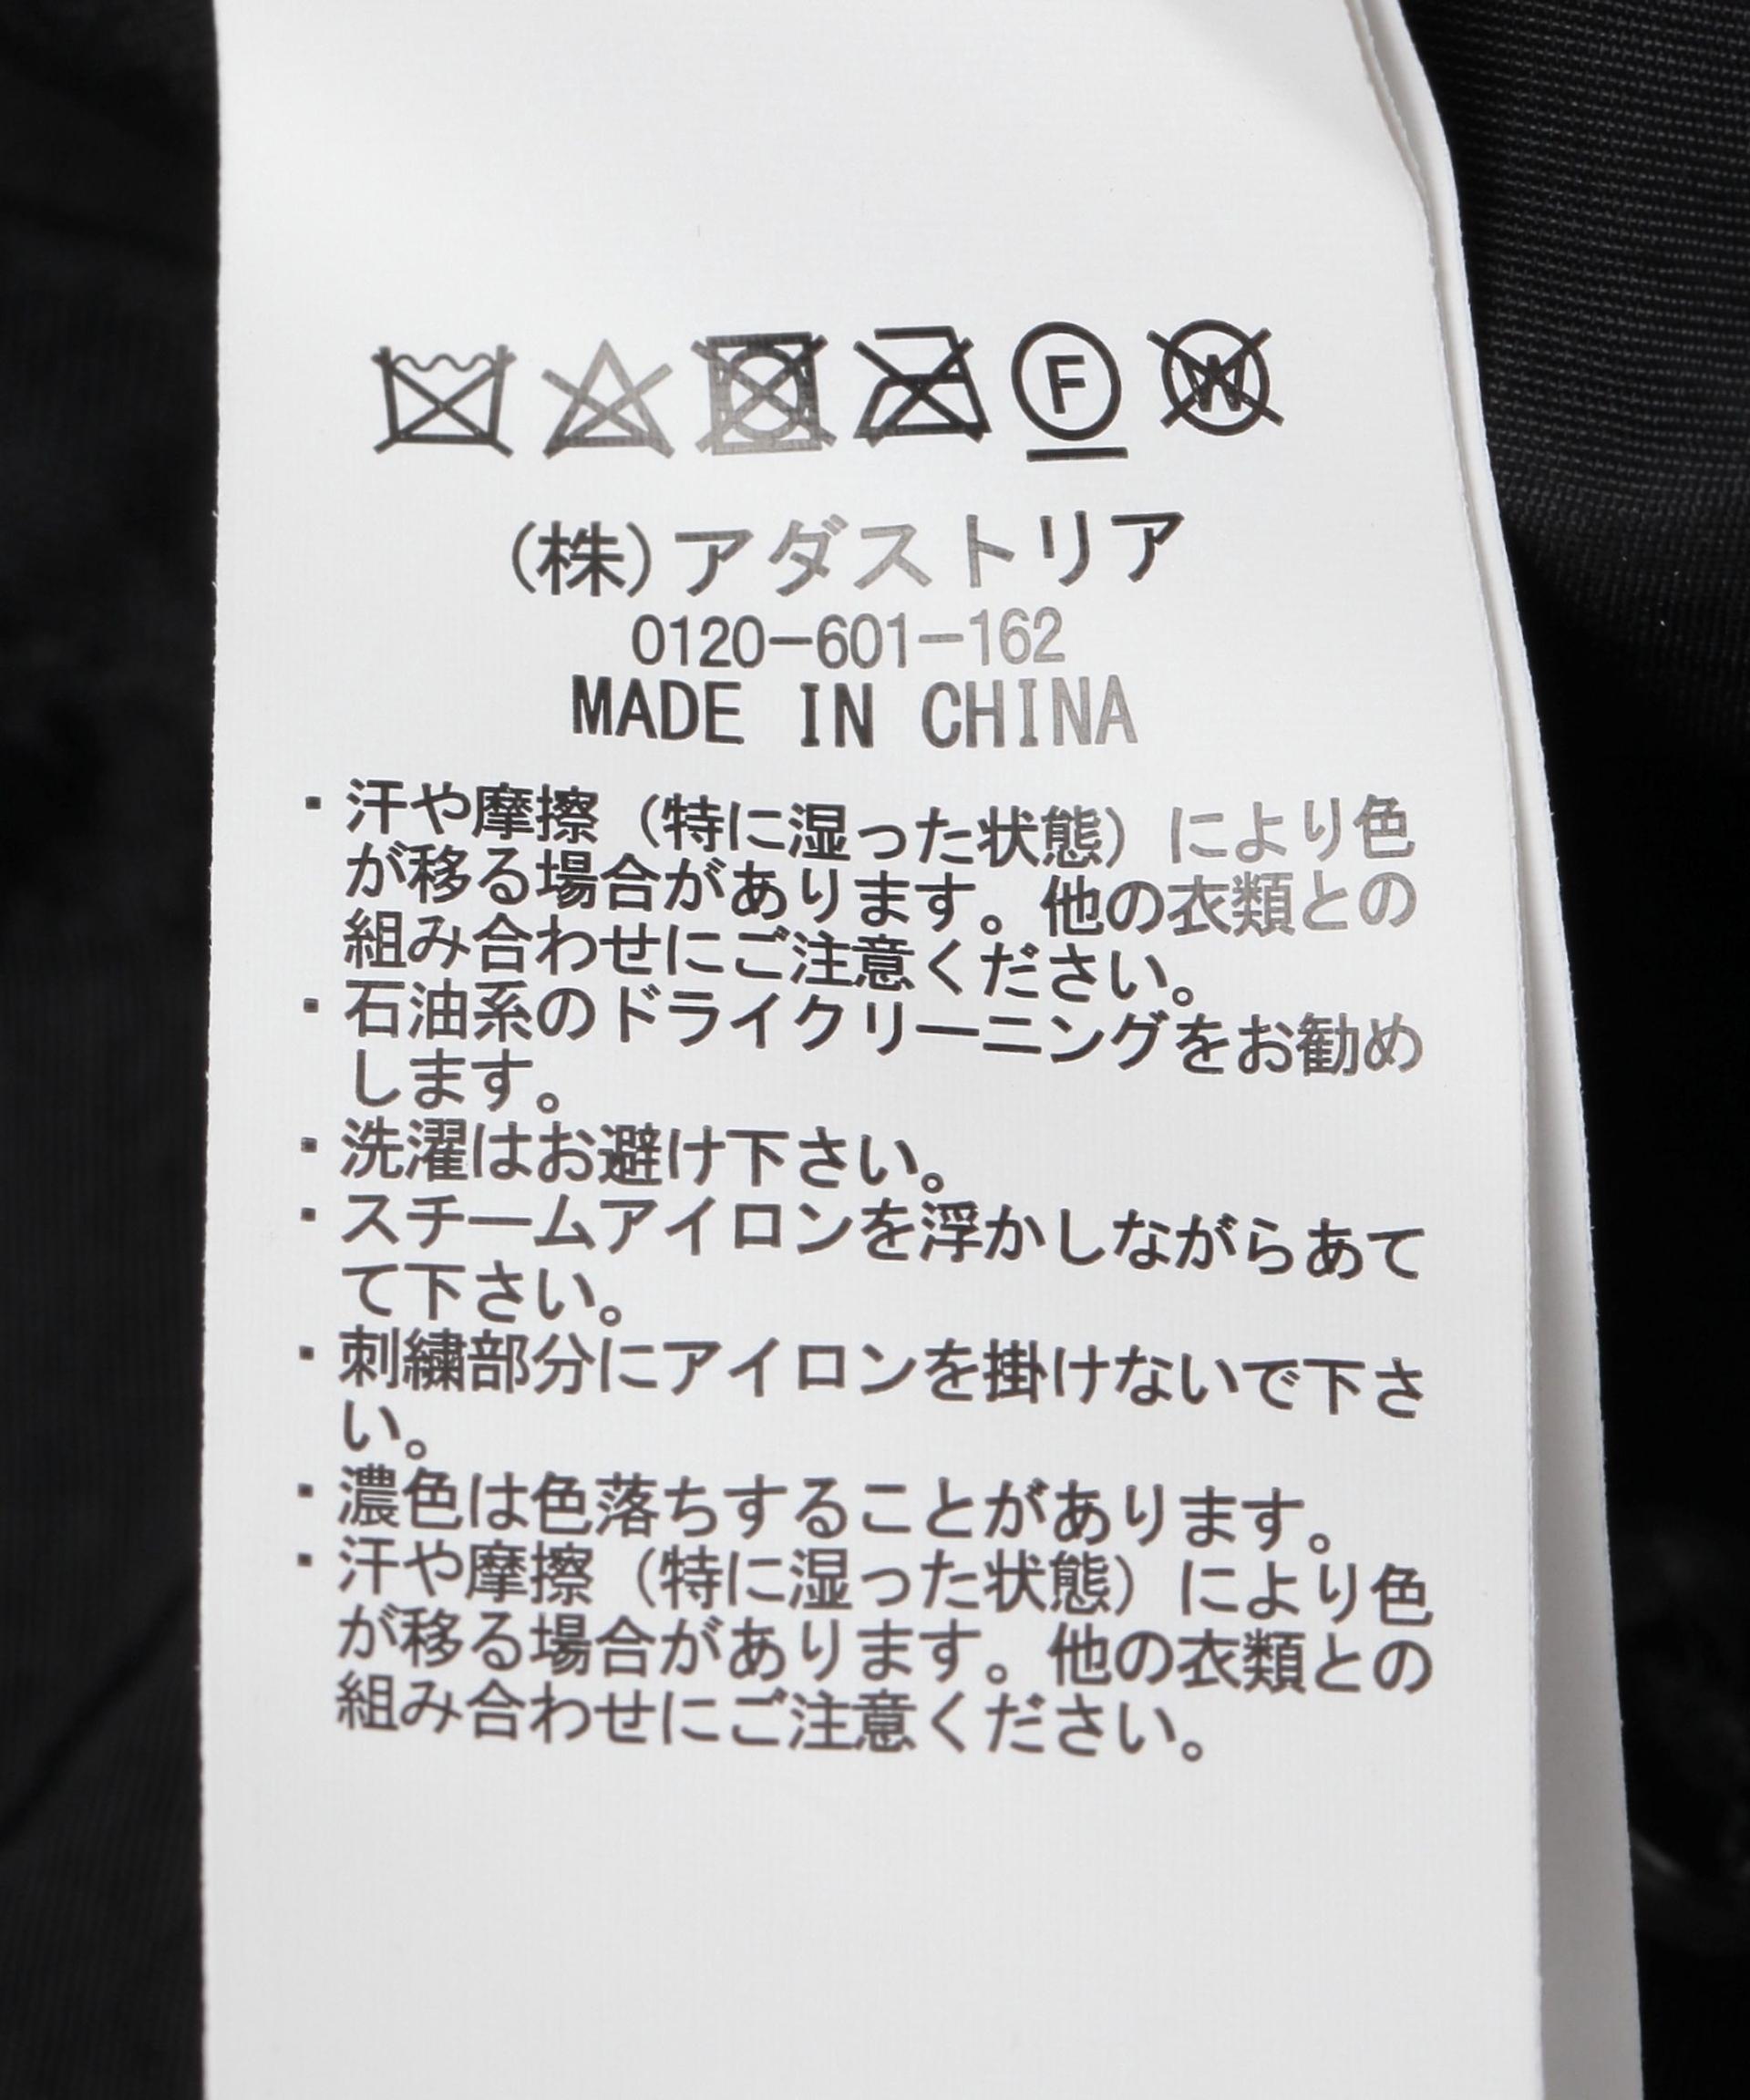 (株)アダストリア
0120-601-162
MADE IN CHINA
・汗や摩擦(特に湿った状態)により色
が移る場合があります。他の衣類との
組み合わせにご注意ください。
・石油系のドライクリーニングをお勧め
します。
・洗濯はお避け下さい。
・スチームアイロンを浮かしながらあて
て下さい。
・刺繍部分にアイロンを掛けないで下さ
い。
・濃色は色落ちすることがあります。
・汗や摩擦(特に湿った状態)により色
が移る場合があります。他の衣類との
組み合わせにご注意ください。